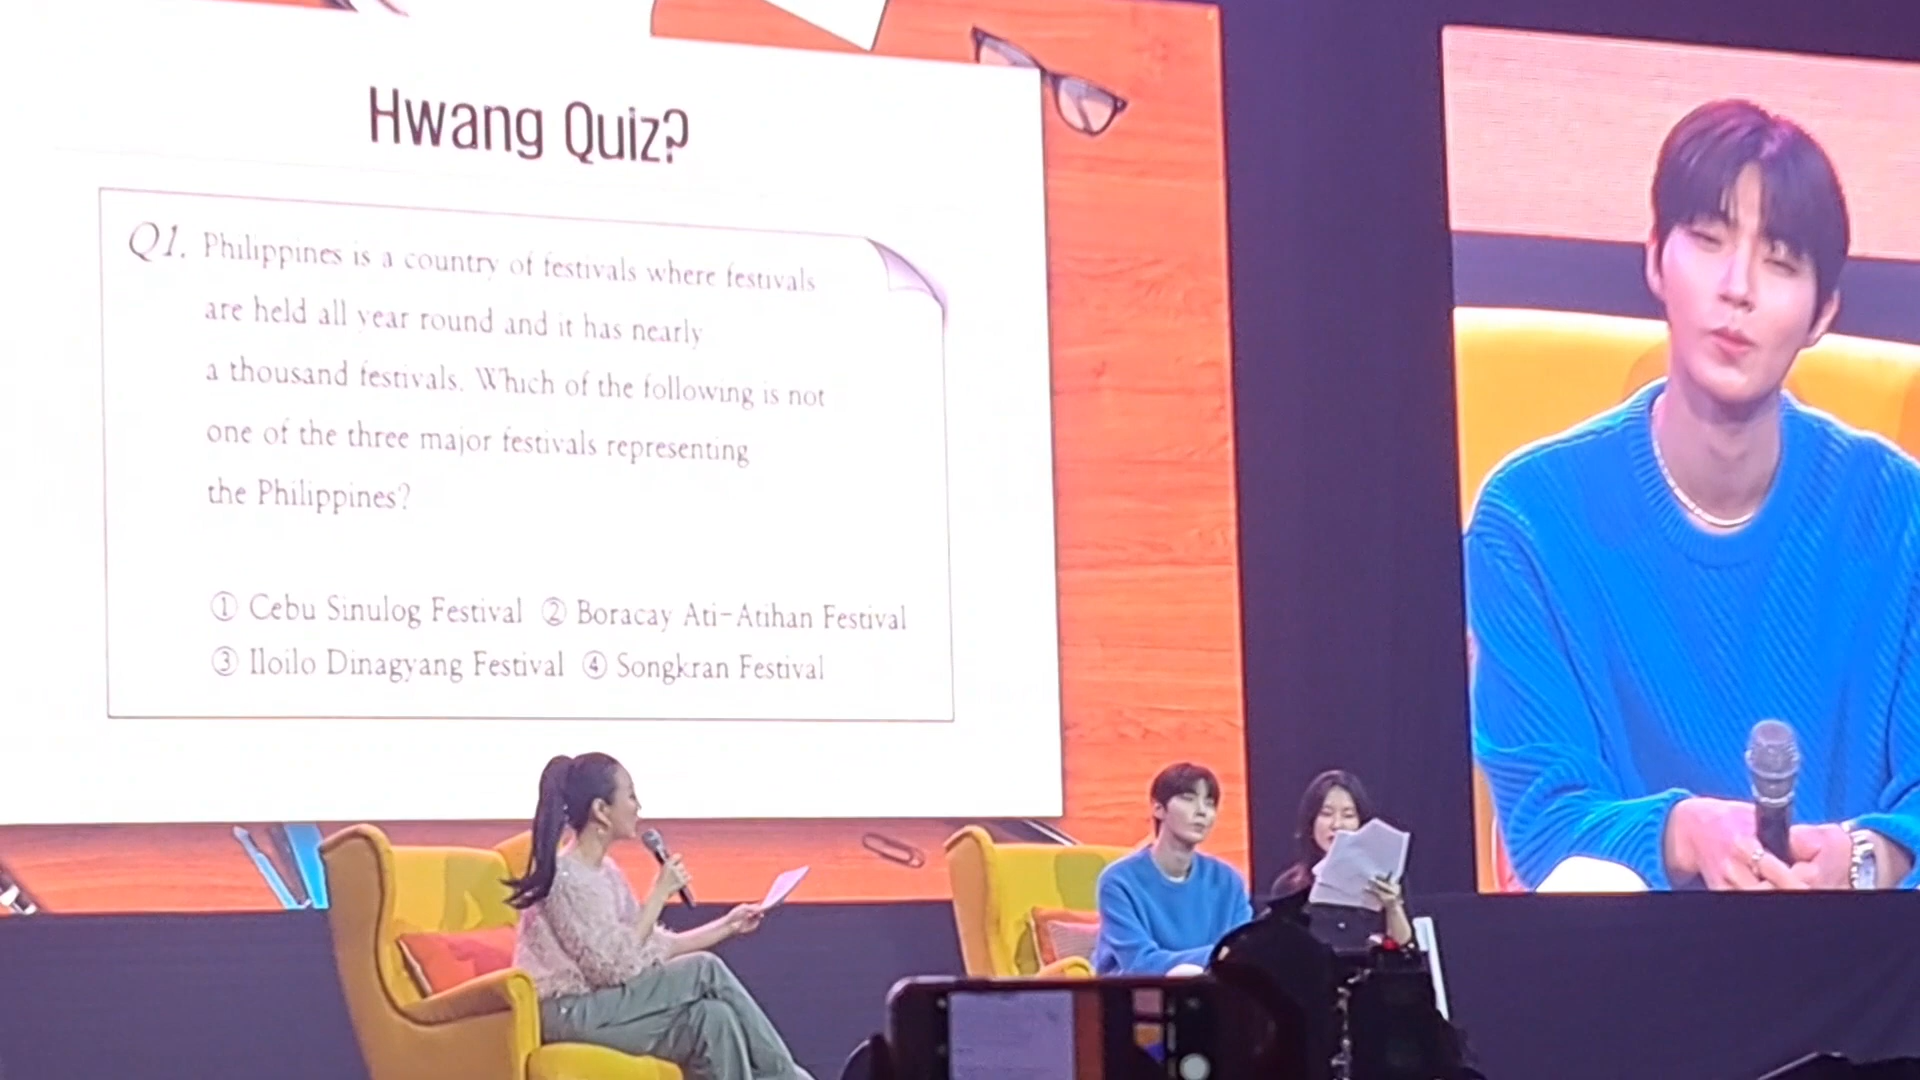 Hwang Quiz?
Q1. Philippines is a country of festivals where festivals
are held all year round and it has nearly
a thousand festivals. Which of the following is not
one of the three major festivals representing
the Philippines?
① Cebu Sinulog Festival ② Boracay Ati-Atihan Festival
③ Iloilo Dinagyang Festival ④ Songkran Festival